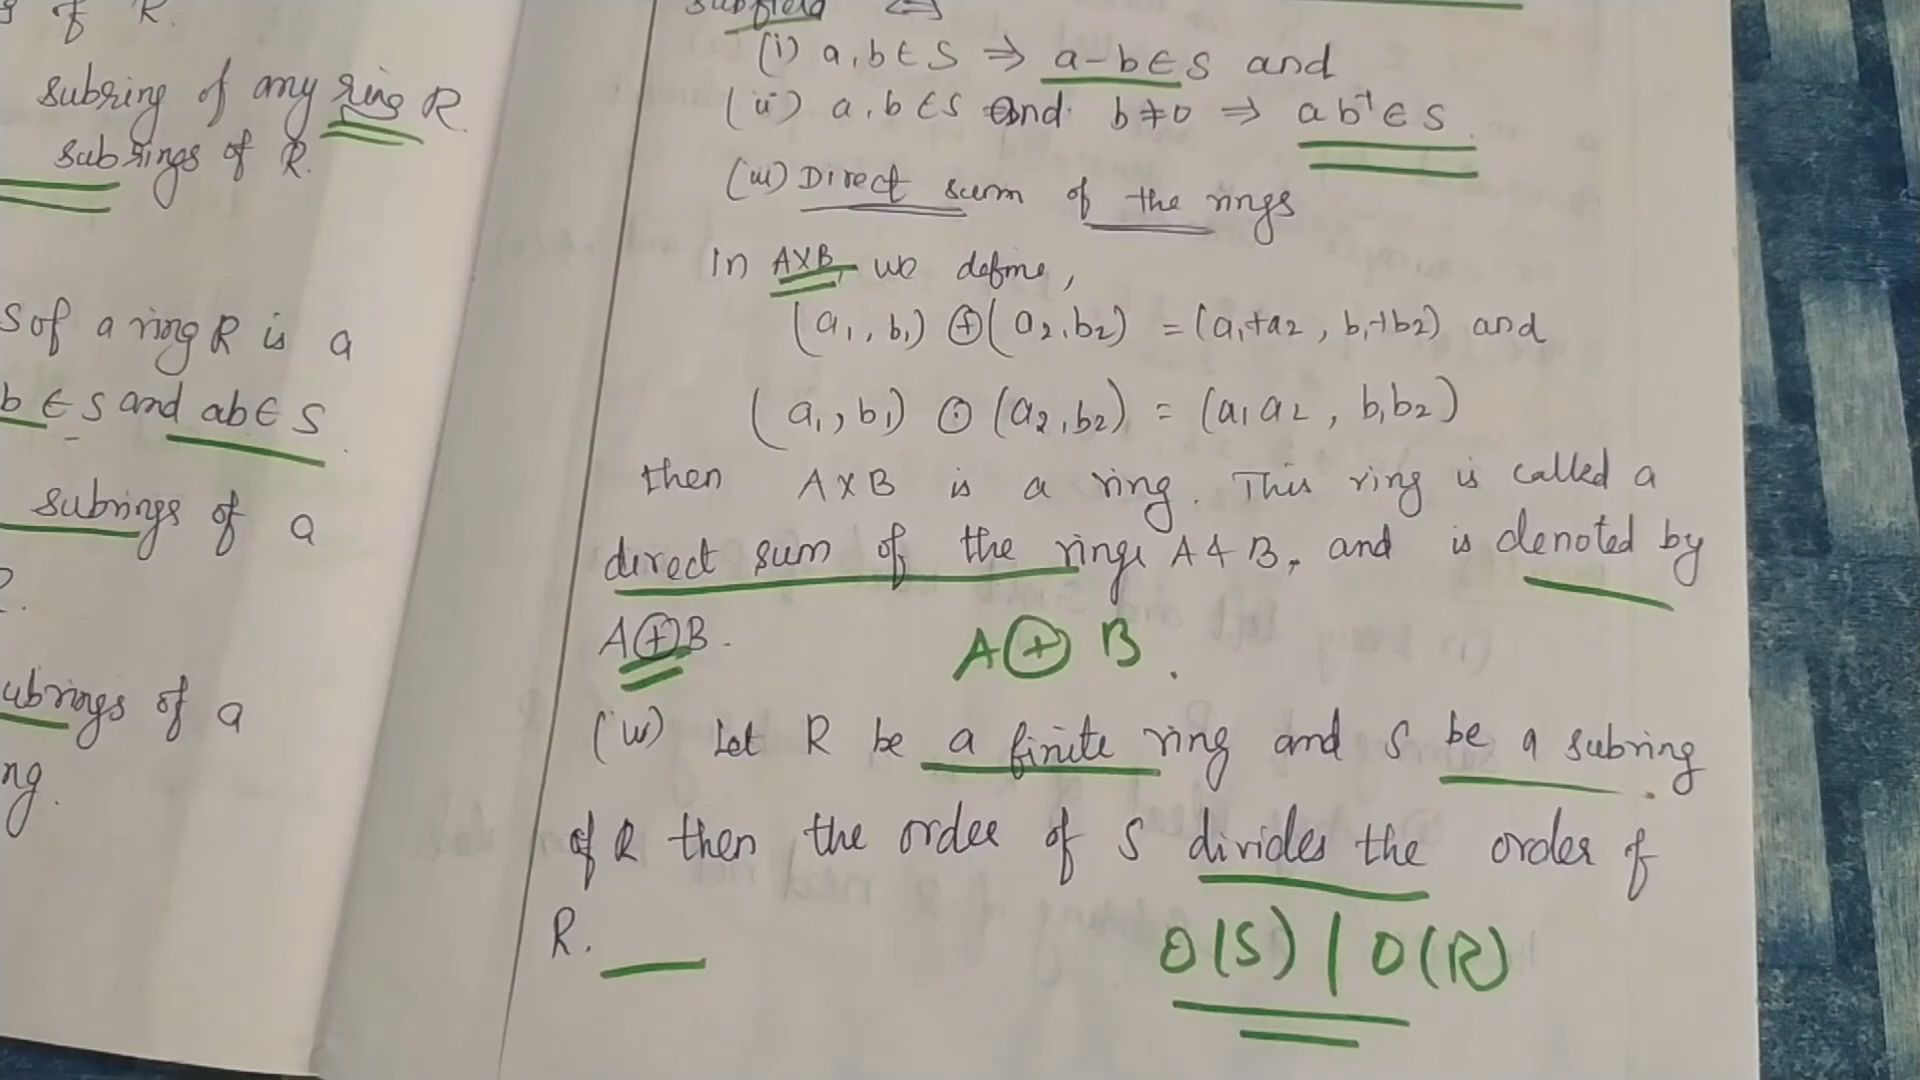 of R.
subring of any ring R
subrings of R.
S of a ring R is a
b ∈ S and ab ∈ S.
subrings of a
ubrings of a
ng.
subfield ⇔
(i) a, b ∈ S ⇒ a-b ∈ S and
(ii) a, b ∈ S and b ≠ 0 ⇒ ab⁻¹ ∈ S.
(iii) Direct sum of the rings
In A×B, we define,
(a₁, b₁) ⊕ (a₂, b₂) = (a₁+a₂, b₁+b₂) and
(a₁, b₁) ⊙ (a₂, b₂) = (a₁a₂, b₁b₂)
then A×B is a ring. This ring is called a
direct sum of the rings A & B, and is denoted by
A⊕B. A⊕B.
(iv) Let R be a finite ring and S be a subring
of R then the order of S divides the order of
R.
O(S) | O(R)